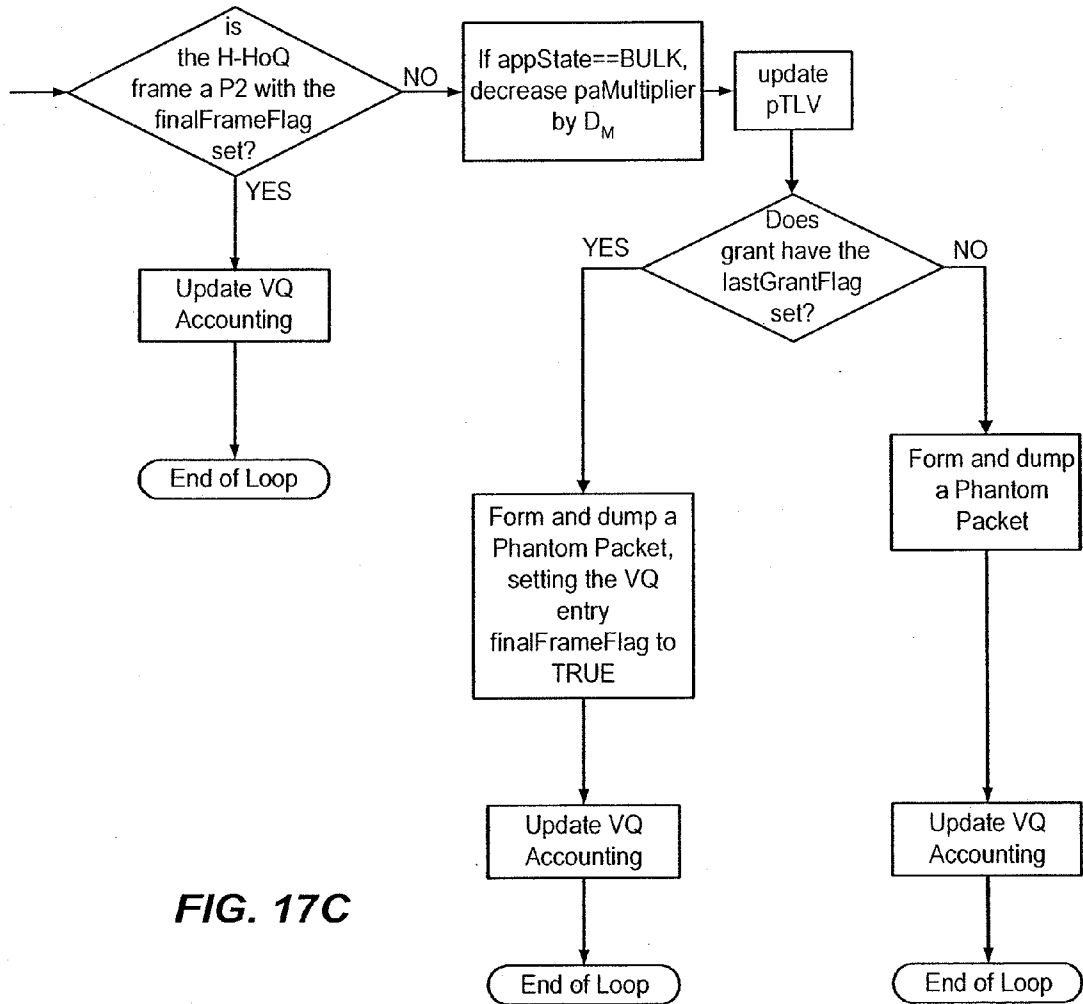 is
the H-HoQ
frame a P2 with the
finalFrameFlag
set?
NO
If appState==BULK,
decrease paMultiplier
by D_M
update
pTLV
YES
Update VQ
Accounting
End of Loop
Does
grant have the
lastGrantFlag
set?
YES
NO
Form and dump a
Phantom Packet,
setting the VQ
entry
finalFrameFlag to
TRUE
Update VQ
Accounting
End of Loop
Form and dump
a Phantom
Packet
Update VQ
Accounting
End of Loop
FIG. 17C